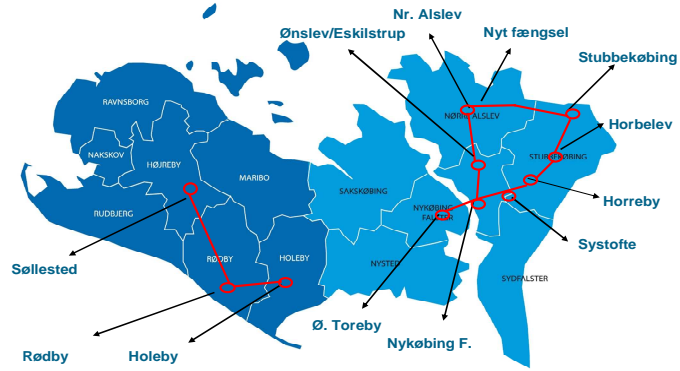 Nr. Alslev
Ønslev/Eskilstrup
Nyt fængsel
Stubbekøbing
RAVNSBORG
NØRRE ALSLEV
Horbelev
NAKSKOV
HØJREBY
STUBBEKØBING
MARIBO
SAKSKØBING
Horreby
RUDBJERG
NYKØBING
FALSTER
Systofte
Søllested
RØDBY
HOLEBY
NYSTED
SYDFALSTER
Ø. Toreby
Rødby
Holeby
Nykøbing F.